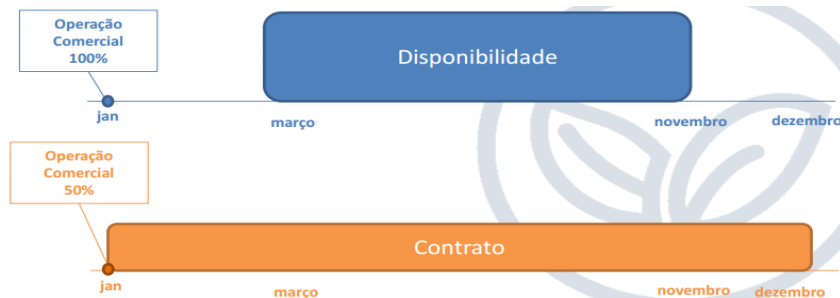 Operação
Comercial
100%
Disponibilidade
jan
março
novembro
dezembro
Operação
Comercial
50%
Contrato
jan
março
novembro
dezembro